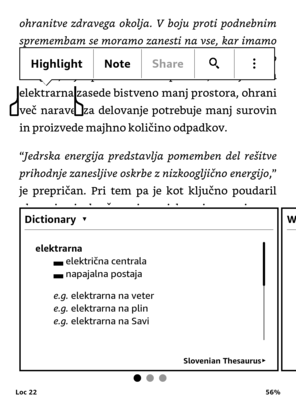 ohranitve zdravega okolja. V boju proti podnebnim
spremembam se moramo zanesti na vse, kar imamo
Highlight Note Share
elektrarna zasede bistveno manj prostora, ohrani
več narave za delovanje potrebuje manj surovin
in proizvede majhno količino odpadkov.
“Jedrska energija predstavlja pomemben del rešitve
prihodnje zanesljive oskrbe z nizkoogljično energijo,”
je prepričan. Pri tem pa je kot ključno poudaril
Dictionary
W
elektrarna
električna centrala
napajalna postaja
e.g. elektrarna na veter
e.g. elektrarna na plin
e.g. elektrarna na Savi
Slovenian Thesaurus
Loc 22
56%